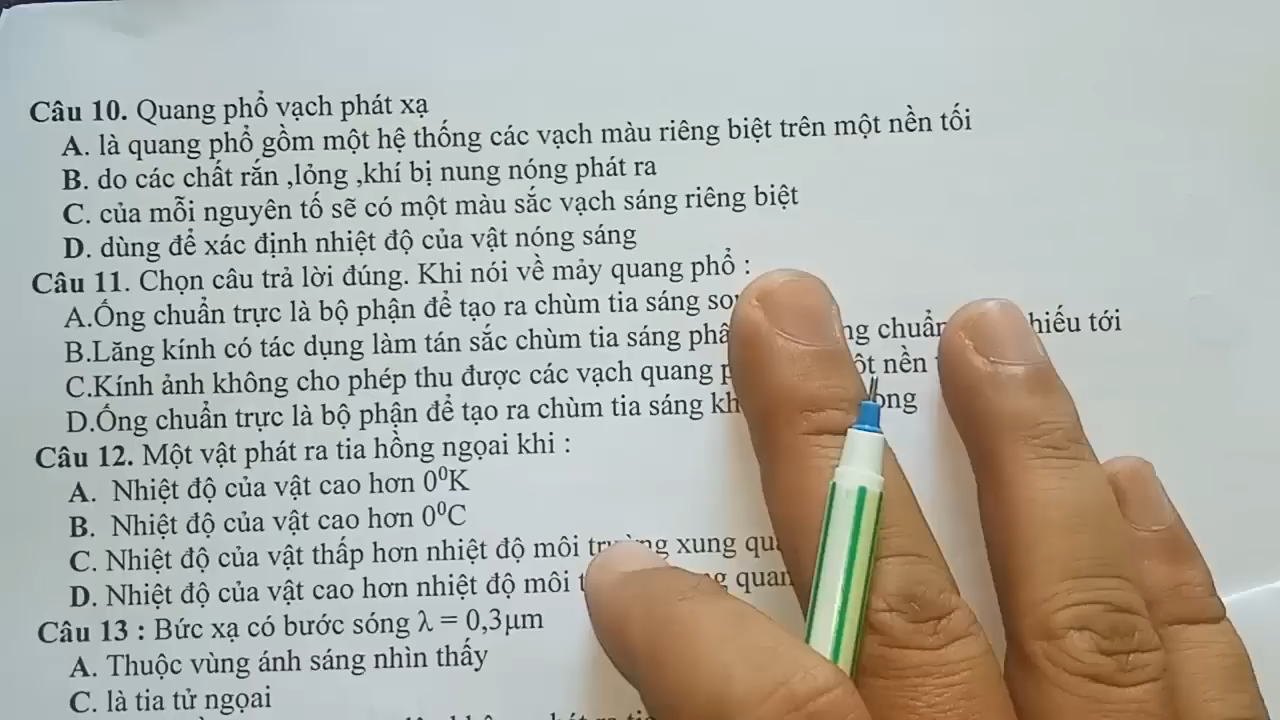 Câu 10. Quang phổ vạch phát xạ
A. là quang phổ gồm một hệ thống các vạch màu riêng biệt trên một nền tối
B. do các chất rắn ,lỏng ,khí bị nung nóng phát ra
C. của mỗi nguyên tố sẽ có một màu sắc vạch sáng riêng biệt
D. dùng để xác định nhiệt độ của vật nóng sáng
Câu 11. Chọn câu trả lời đúng. Khi nói về mảy quang phổ :
A.Ống chuẩn trực là bộ phận để tạo ra chùm tia sáng
B.Lăng kính có tác dụng làm tán sắc chùm tia sáng tới
C.Kính ảnh không cho phép thu được các vạch quang nền
D.Ống chuẩn trực là bộ phận để tạo ra chùm tia sáng
Câu 12. Một vật phát ra tia hồng ngọai khi :
A. Nhiệt độ của vật cao hơn 0⁰K
B. Nhiệt độ của vật cao hơn 0⁰C
C. Nhiệt độ của vật thấp hơn nhiệt độ môi xung
D. Nhiệt độ của vật cao hơn nhiệt độ môi
Câu 13 : Bức xạ có bước sóng λ = 0,3μm
A. Thuộc vùng ánh sáng nhìn thấy
C. là tia tử ngọai